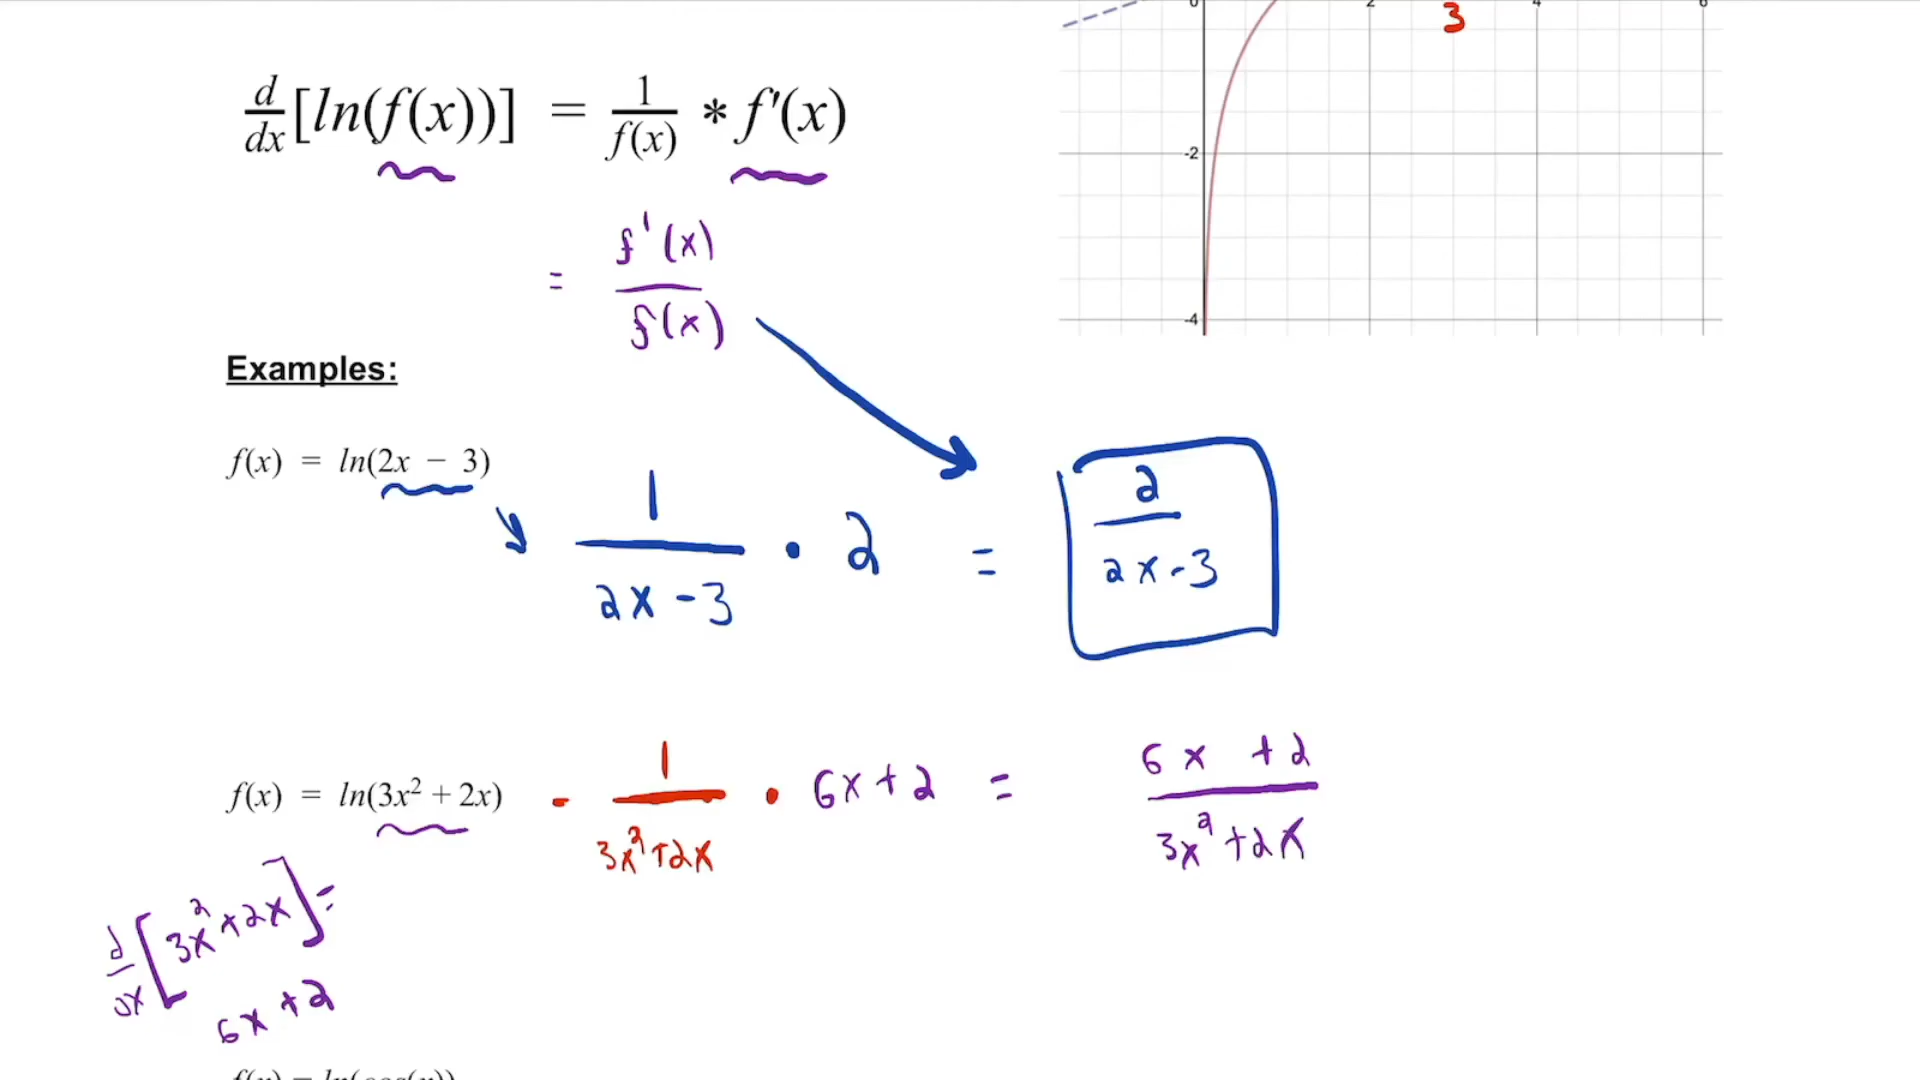 0 2 3 4 6
d/dx [ln(f(x))] = 1/f(x) * f'(x)
-2
= f'(x)/f(x)
-4
Examples:
f(x) = ln(2x − 3)
1/(2x-3) · 2 = 2/(2x-3)
f(x) = ln(3x² + 2x) - 1/(3x²+2x) · 6x+2 = (6x +2)/(3x²+2x)
d/dx [3x²+2x] =
6x +2